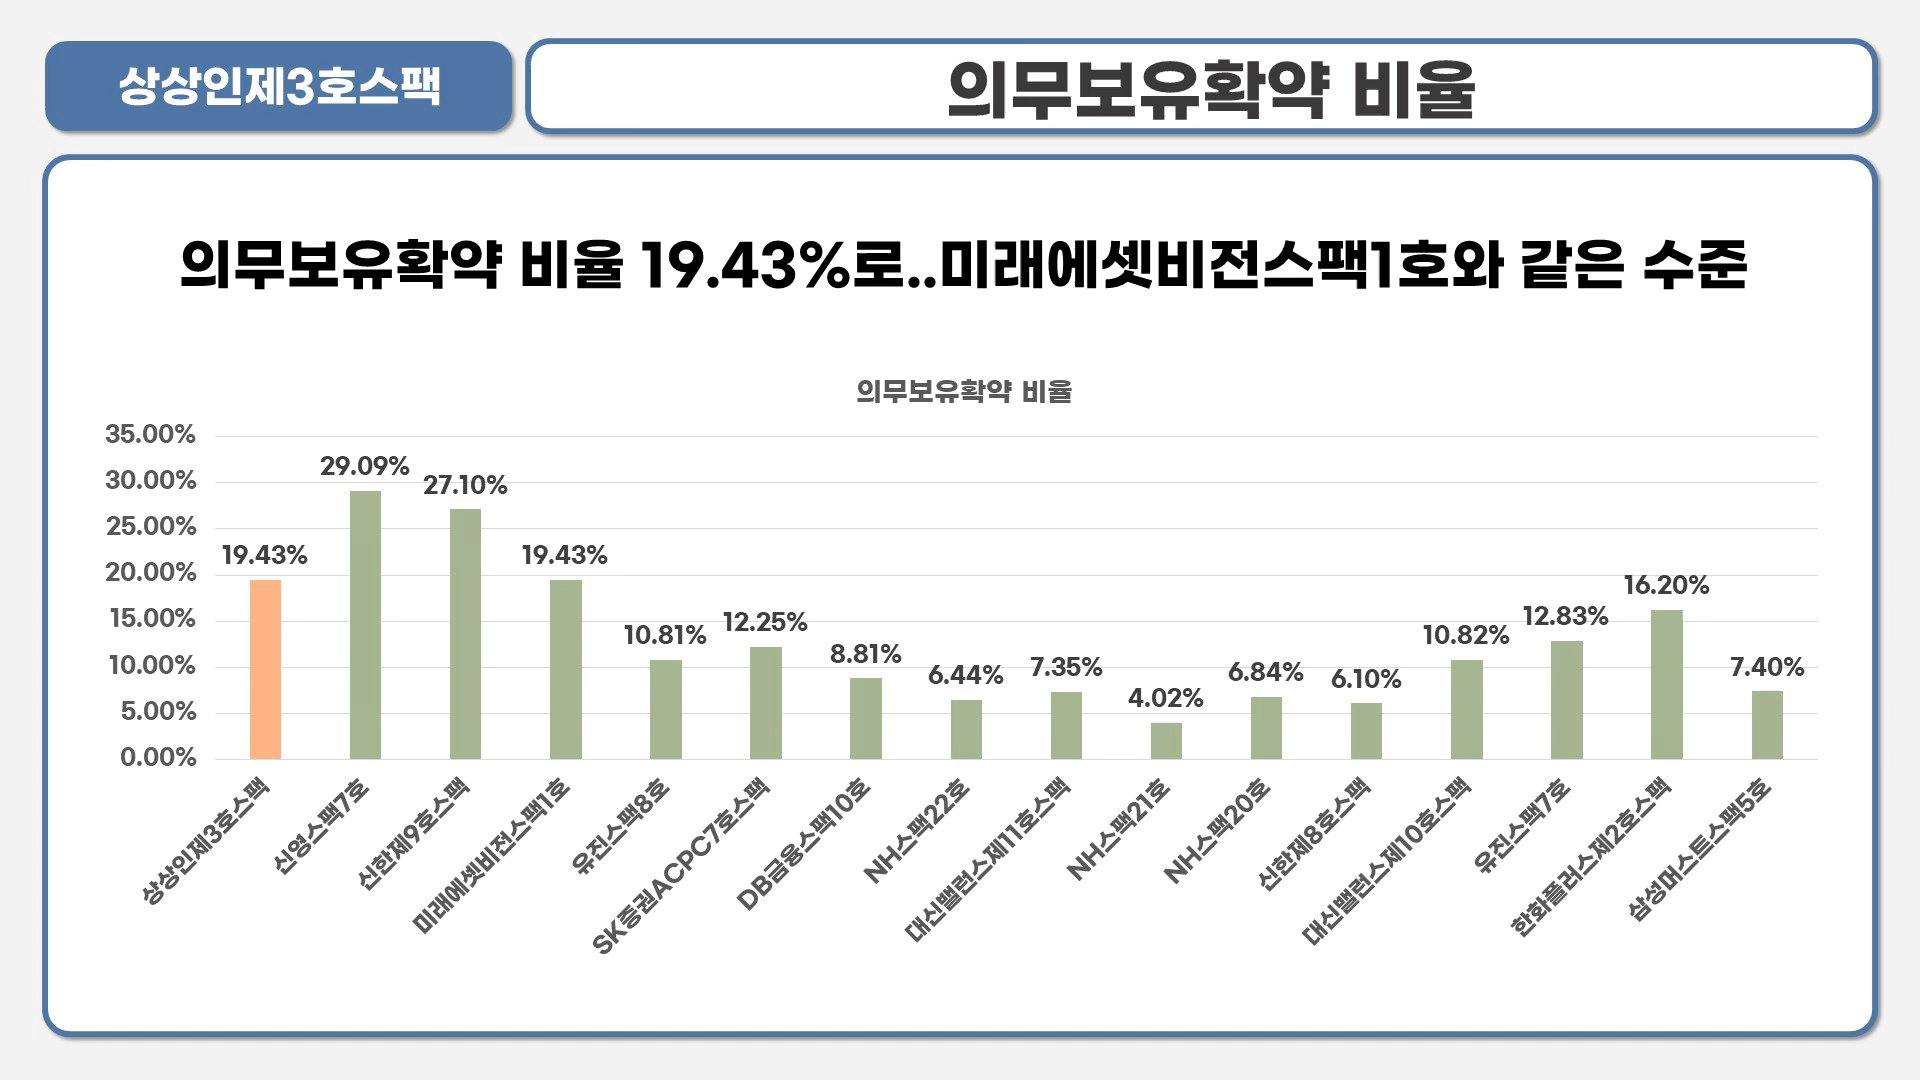 상상인제3호스팩
의무보유확약 비율
의무보유확약 비율 19.43%로..미래에셋비전스팩1호와 같은 수준
의무보유확약 비율
35.00%
30.00%
25.00%
20.00%
15.00%
10.00%
5.00%
0.00%
19.43%
29.09%
27.10%
19.43%
10.81%
12.25%
8.81%
6.44%
7.35%
4.02%
6.84%
6.10%
10.82%
12.83%
16.20%
7.40%
상상인제3호스팩
신영스팩7호
신한제9호스팩
미래에셋비전스팩1호
유진스팩8호
SK증권ACPC7호스팩
DB금융스팩10호
NH스팩22호
대신밸런스제11호스팩
NH스팩21호
NH스팩20호
신한제8호스팩
대신밸런스제10호스팩
유진스팩7호
한화플러스제2호스팩
삼성머스트스팩5호